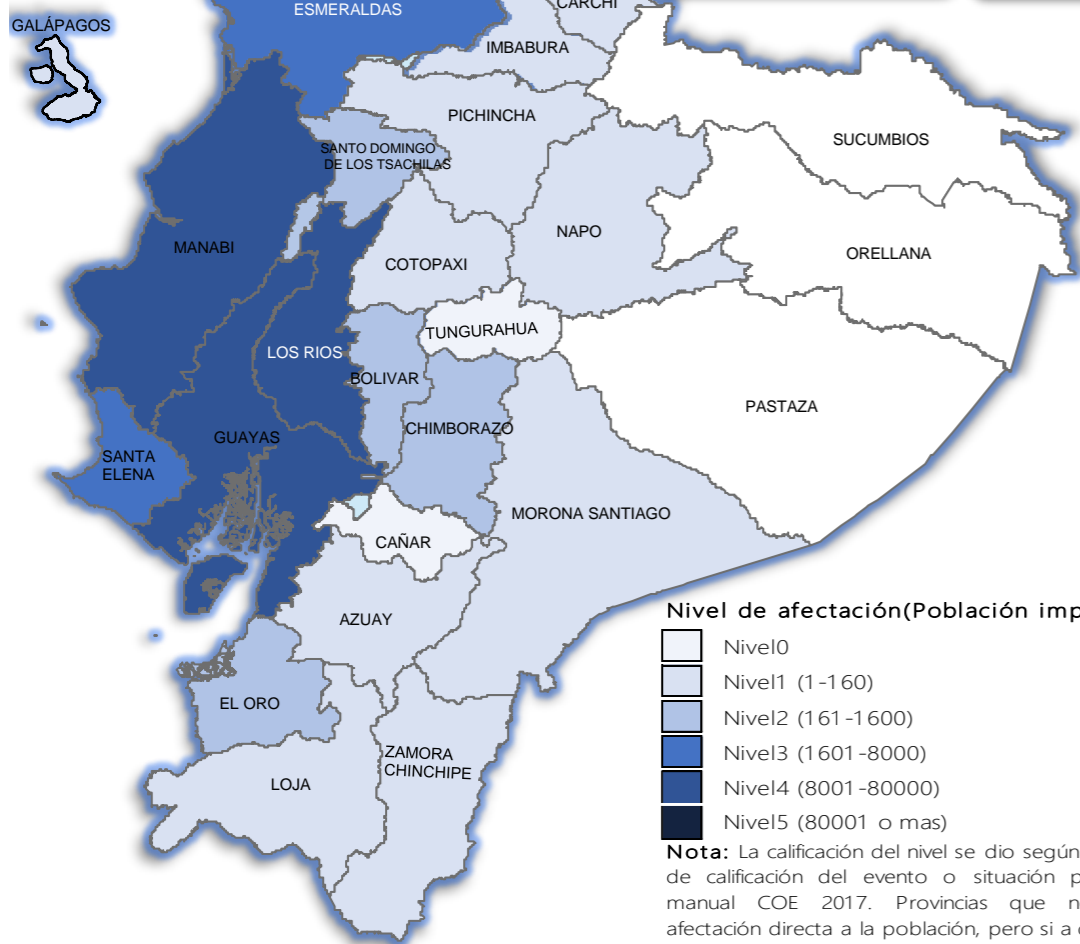 ESMERALDAS
CARCHI
GALÁPAGOS
IMBABURA
PICHINCHA
SUCUMBIOS
SANTO DOMINGO
DE LOS TSACHILAS
NAPO
MANABI
ORELLANA
COTOPAXI
TUNGURAHUA
LOS RIOS
BOLIVAR
PASTAZA
CHIMBORAZO
GUAYAS
SANTA
ELENA
MORONA SANTIAGO
CAÑAR
AZUAY
EL ORO
ZAMORA
CHINCHIPE
LOJA
Nivel de afectación(Población imp
Nivel0
Nivel1 (1-160)
Nivel2 (161-1600)
Nivel3 (1601-8000)
Nivel4 (8001-80000)
Nivel5 (80001 o mas)
Nota: La calificación del nivel se dio según
de calificación del evento o situación p
manual COE 2017. Provincias que n
afectación directa a la población, pero si a